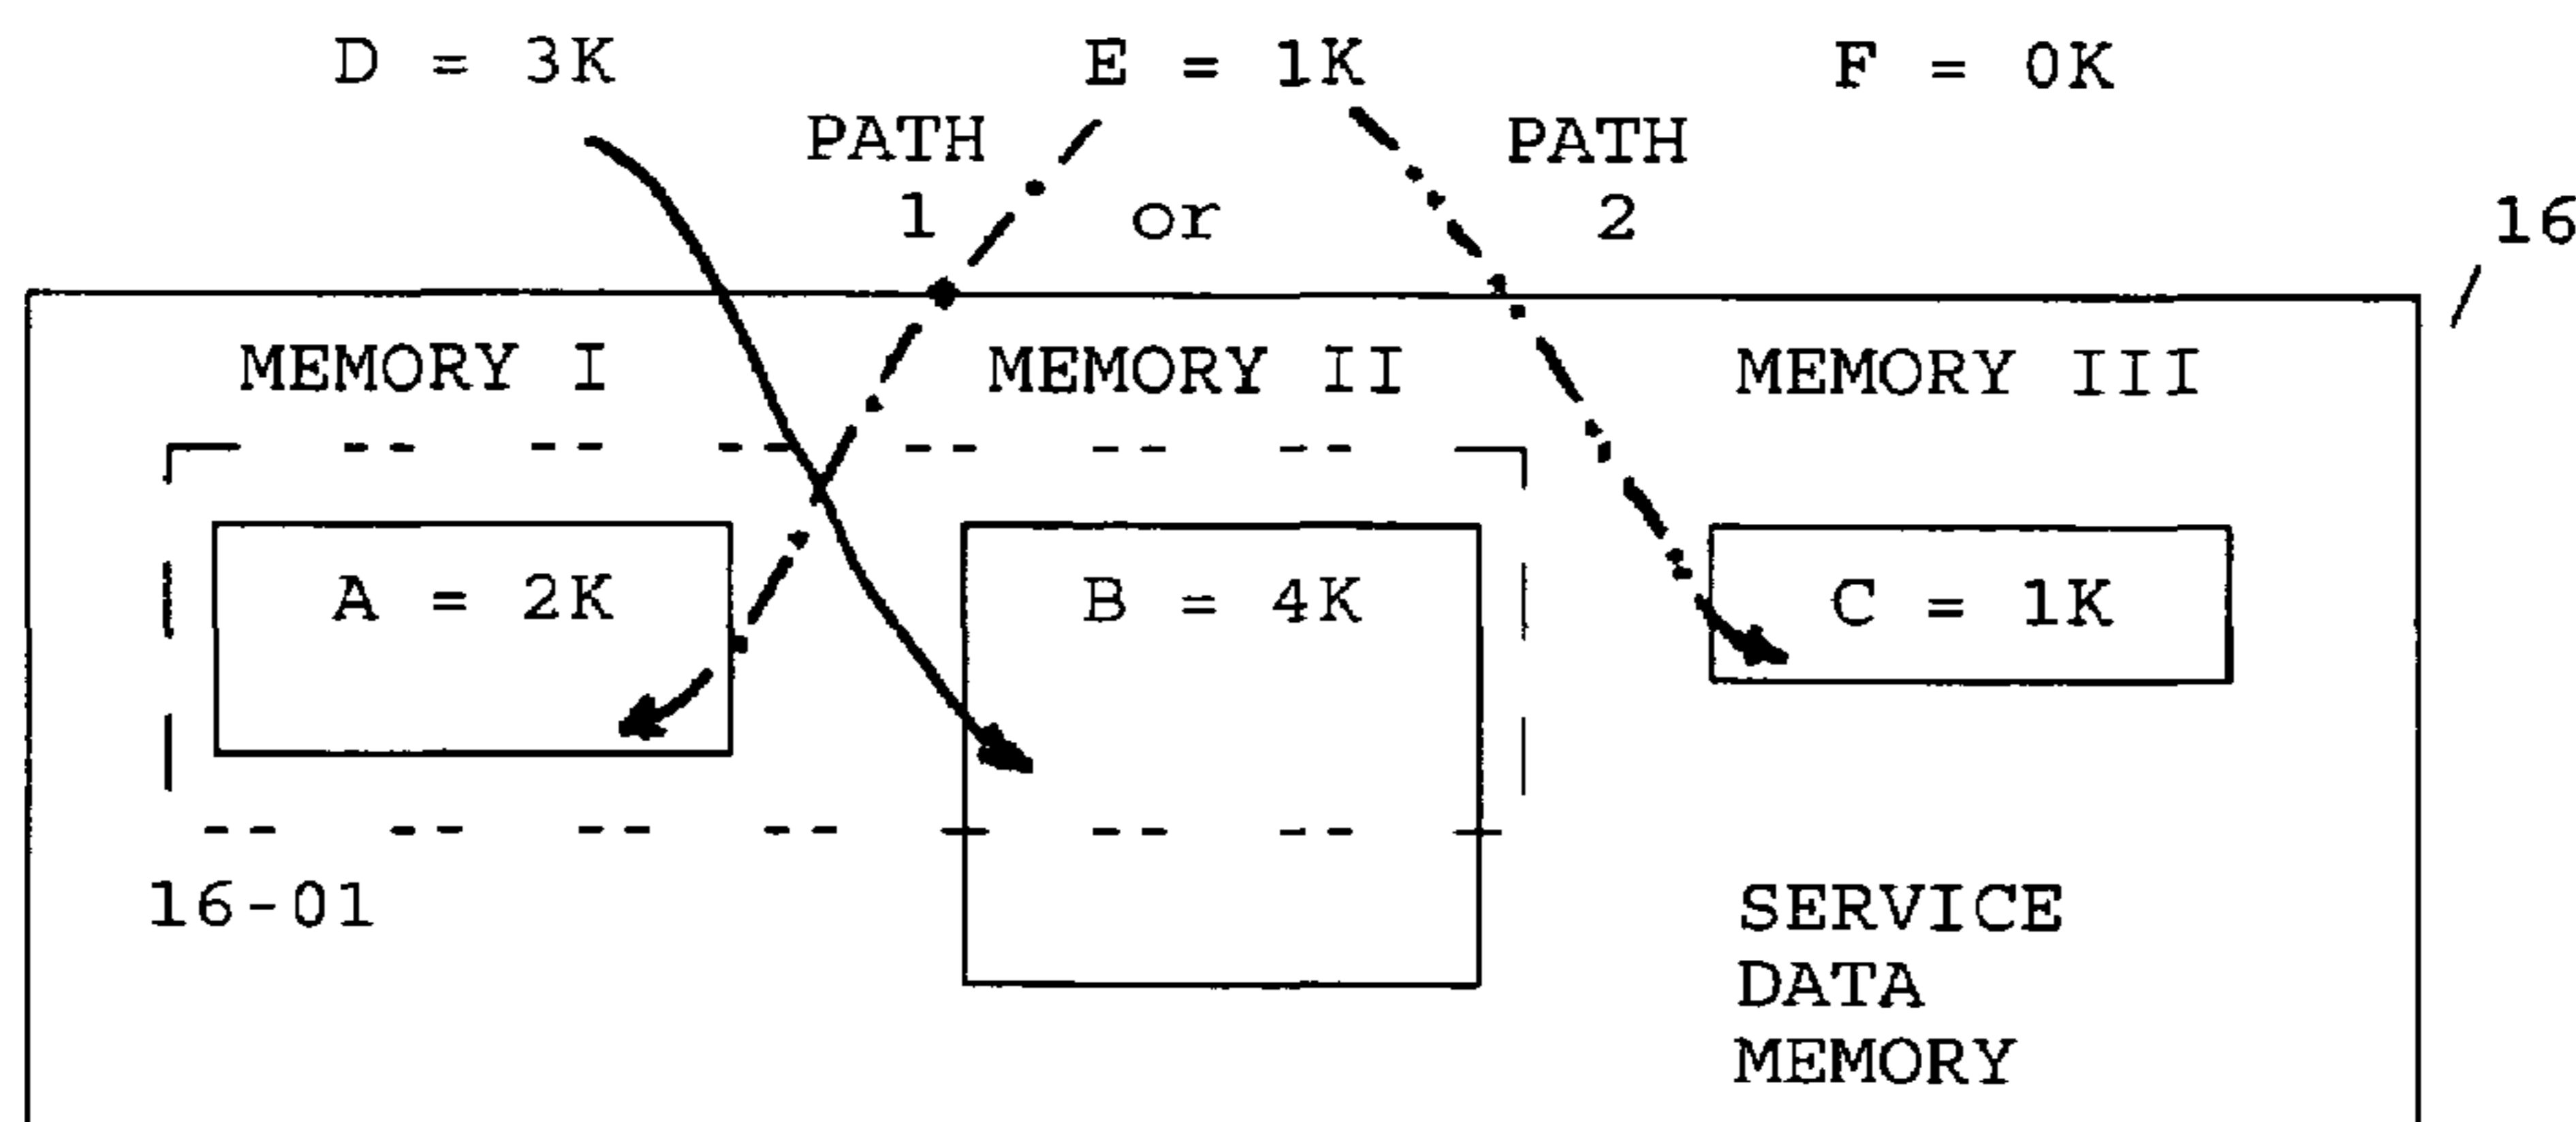 D = 3K E = 1K F = 0K
PATH PATH
1 or 2
16
MEMORY I MEMORY II MEMORY III
A = 2K B = 4K C = 1K
16-01
SERVICE
DATA
MEMORY